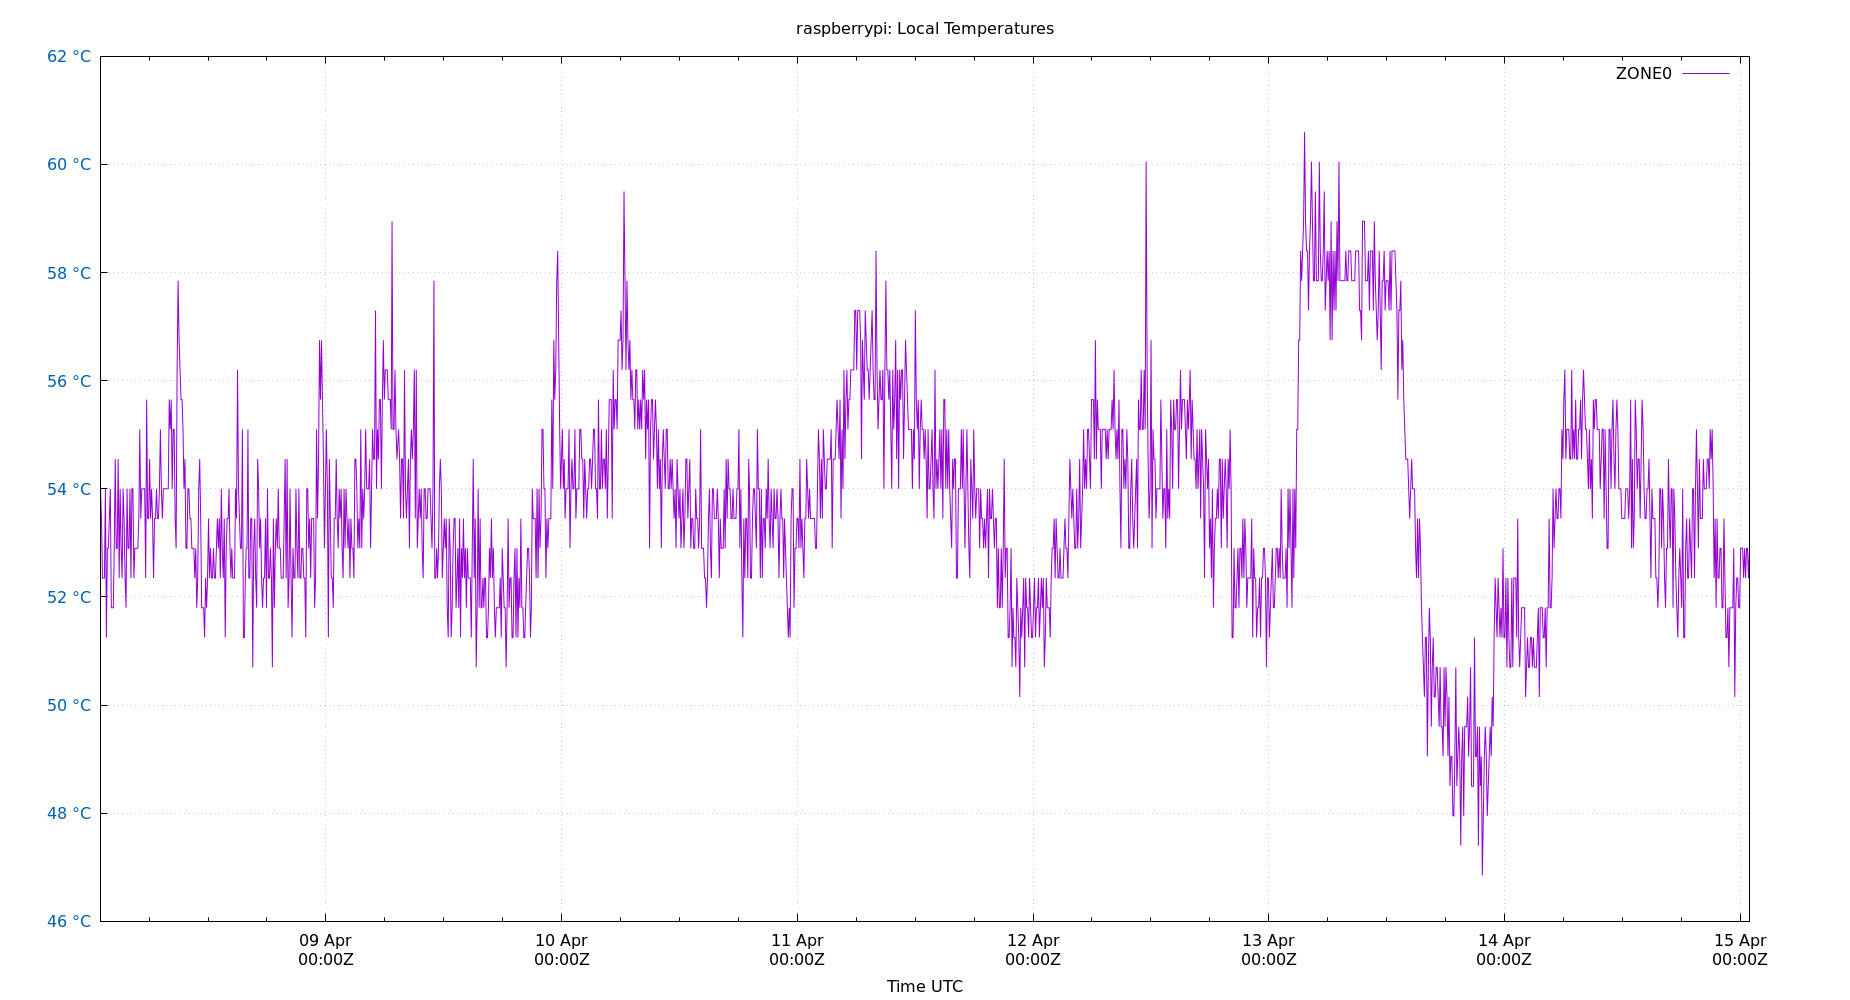 raspberrypi: Local Temperatures
62 °C
ZONE0
60 °C
58 °C
56 °C
54 °C
52 °C
50 °C
48 °C
46 °C
09 Apr 10 Apr 11 Apr 12 Apr 13 Apr 14 Apr 15 Apr
00:00Z 00:00Z 00:00Z 00:00Z 00:00Z 00:00Z 00:00Z
Time UTC